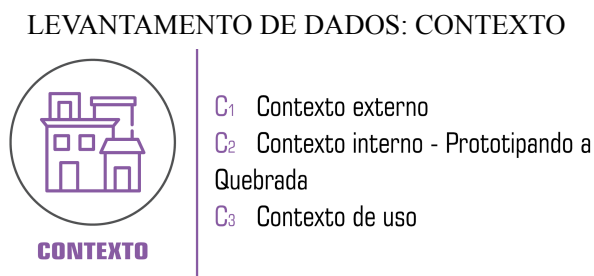 LEVANTAMENTO DE DADOS: CONTEXTO
C1 Contexto externo
C2 Contexto interno - Prototipando a
Quebrada
C3 Contexto de uso
CONTEXTO